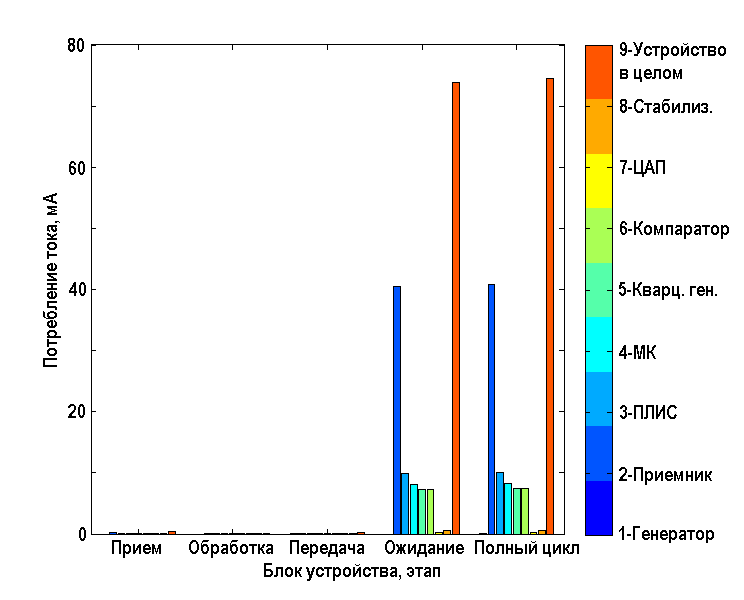 80
60
40
20
0
Потребление тока, мА
Прием Обработка Передача Ожидание Полный цикл
Блок устройства, этап
9-Устройство
в целом
8-Стабилиз.
7-ЦАП
6-Компаратор
5-Кварц. ген.
4-МК
3-ПЛИС
2-Приемник
1-Генератор